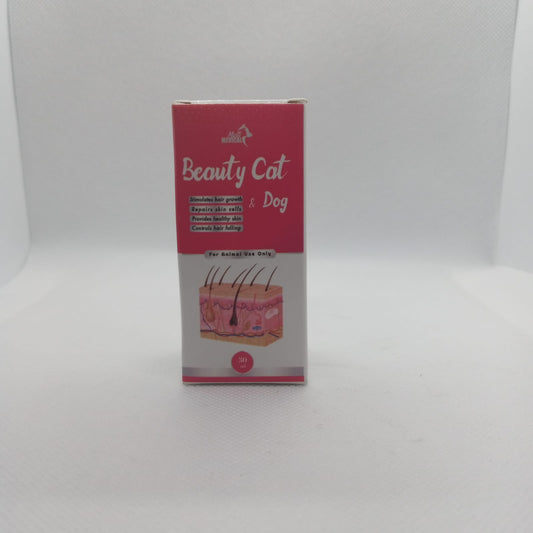 MEDICAL
Beauty Cat
& Dog
Stimulates hair growth
Repairs skin cells
Provides healthy skin
Controls hair falling
For Animal Use Only
30
ml